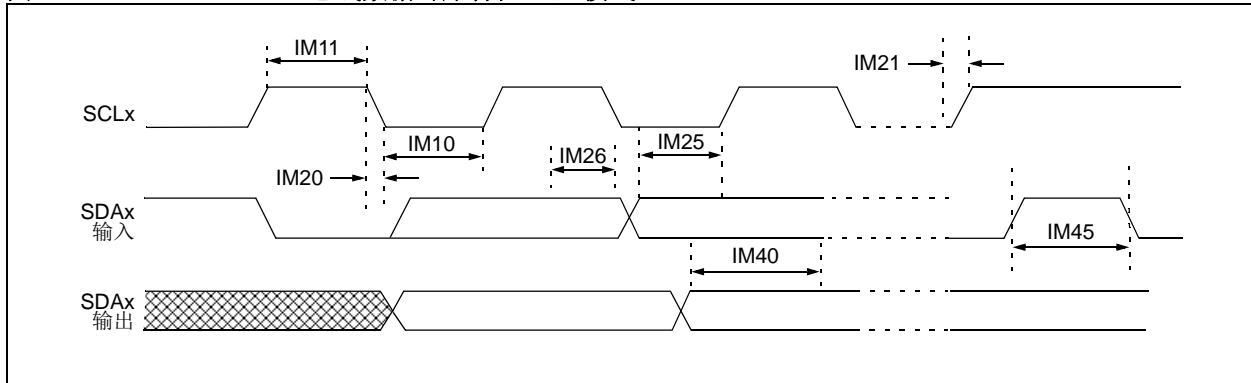 IM11
IM21
SCLx
IM10
IM26
IM25
IM20
SDAx
输入
IM45
IM40
SDAx
输出